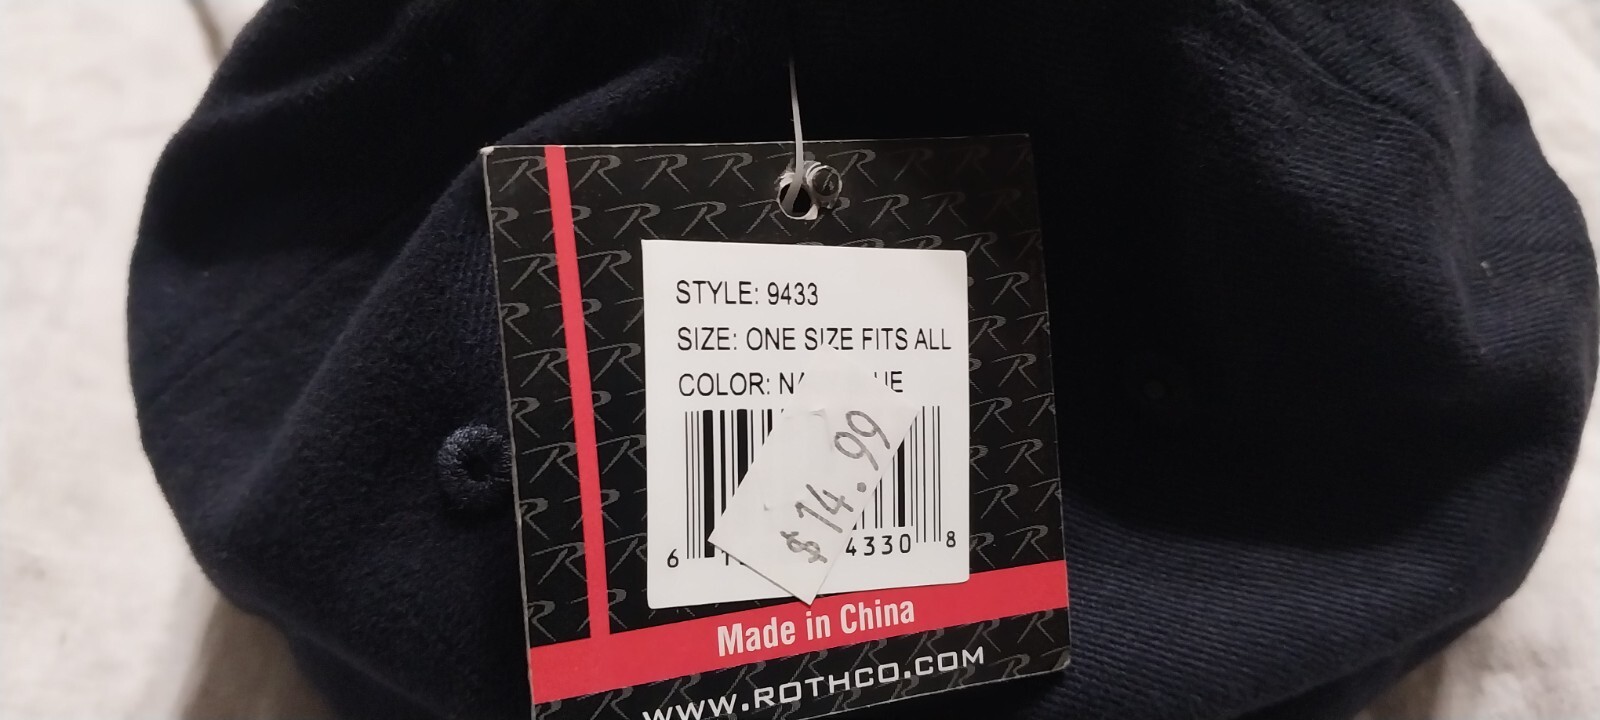 STYLE: 9433
SIZE: ONE SIZE FITS ALL
COLOR:
$14.99
6 4330 8
Made in China
WWW.ROTHCO.COM